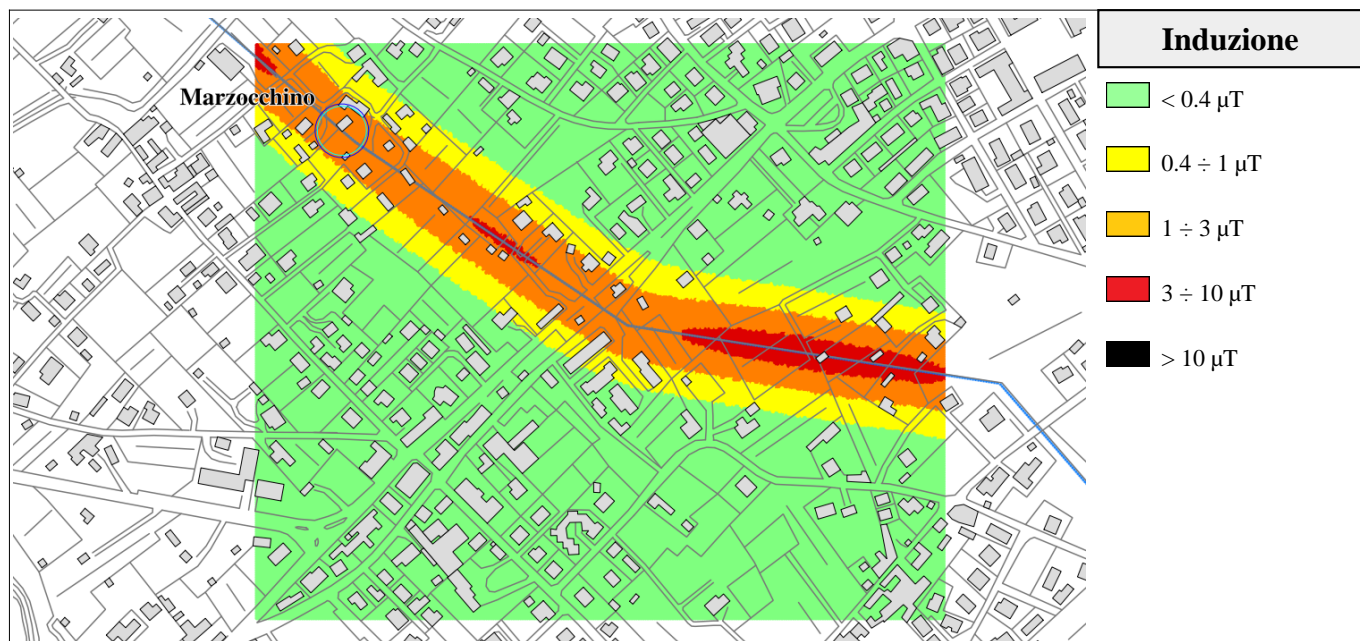 Induzione
Marzocchino
< 0.4 µT
0.4 ÷ 1 µT
1 ÷ 3 µT
3 ÷ 10 µT
> 10 µT